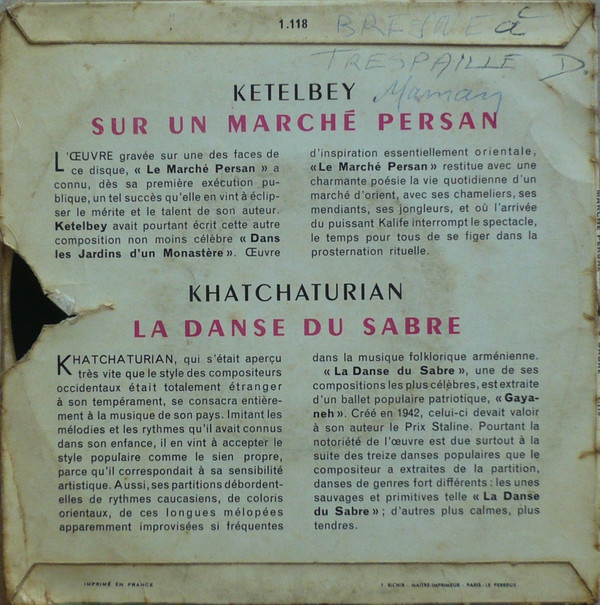 1.118
BREYNE à
TRESPAILLE D.
Maman
KETELBEY
SUR UN MARCHÉ PERSAN
L'ŒUVRE gravée sur une des faces de
ce disque, « Le Marché Persan » a
connu, dès sa première exécution pu-
blique, un tel succès qu'elle en vint à éclip-
ser le mérite et le talent de son auteur.
Ketelbey avait pourtant écrit cette autre
composition non moins célèbre « Dans
les Jardins d'un Monastère ». Œuvre
d'inspiration essentiellement orientale,
«Le Marché Persan» restitue avec une
charmante poésie la vie quotidienne d'un
marché d'orient, avec ses chameliers, ses
mendiants, ses jongleurs, et où l'arrivée
du puissant Kalife interrompt le spectacle,
le temps pour tous de se figer dans la
prosternation rituelle.
KHATCHATURIAN
LA DANSE DU SABRE
KHATCHATURIAN, qui s'était aperçu
très vite que le style des compositeurs
occidentaux était totalement étranger
à son tempérament, se consacra entière-
ment à la musique de son pays. Imitant les
mélodies et les rythmes qu'il avait connus
dans son enfance, il en vint à accepter le
style populaire comme le sien propre,
parce qu'il correspondait à sa sensibilité
artistique. Aussi, ses partitions débordent-
elles de rythmes caucasiens, de coloris
orientaux, de ces longues mélopées
apparemment improvisées si fréquentes
dans la musique folklorique arménienne.
« La Danse du Sabre », une de ses
compositions les plus célèbres, est extraite
d'un ballet populaire patriotique, « Gaya-
neh ». Créé en 1942, celui-ci devait valoir
à son auteur le Prix Staline. Pourtant la
notoriété de l'œuvre est due surtout à la
suite des treize danses populaires que le
compositeur a extraites de la partition,
danses de genres fort différents : les unes
sauvages et primitives telle « La Danse
du Sabre » ; d'autres plus calmes, plus
tendres.
IMPRIMÉ EN FRANCE
MAÎTRE-IMPRIMEUR - PARIS - LE PERREUX